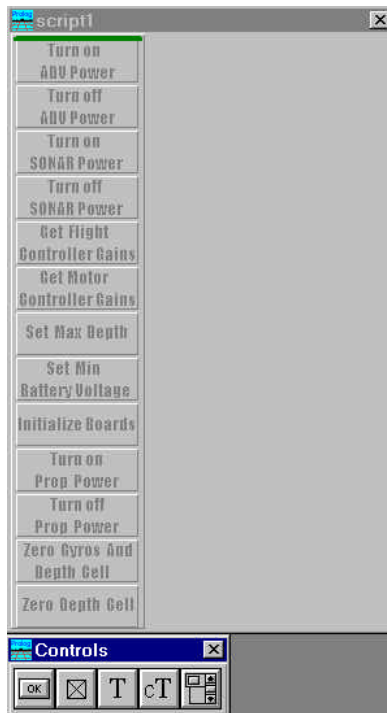 script1
Turn on
ADV Power
Turn off
ADV Power
Turn on
SONAR Power
Turn off
SONAR Power
Get Flight
Controller Gains
Get Motor
Controller Gains
Set Max Depth
Set Min
Battery Voltage
Initialize Boards
Turn on
Prop Power
Turn off
Prop Power
Zero Gyros And
Depth Cell
Zero Depth Cell
Controls
OK
T
cT